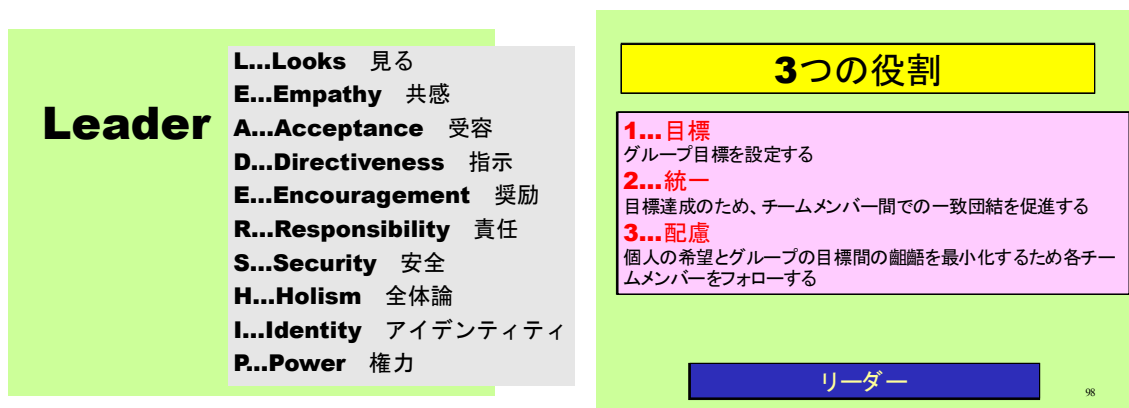 Leader
L...Looks 見る
E...Empathy 共感
A...Acceptance 受容
D...Directiveness 指示
E...Encouragement 奨励
R...Responsibility 責任
S...Security 安全
H...Holism 全体論
I...Identity アイデンティティ
P...Power 権力
3つの役割
1...目標
グループ目標を設定する
2...統一
目標達成のため、チームメンバー間での一致団結を促進する
3...配慮
個人の希望とグループの目標間の齟齬を最小化するため各チー
ムメンバーをフォローする
リーダー
98